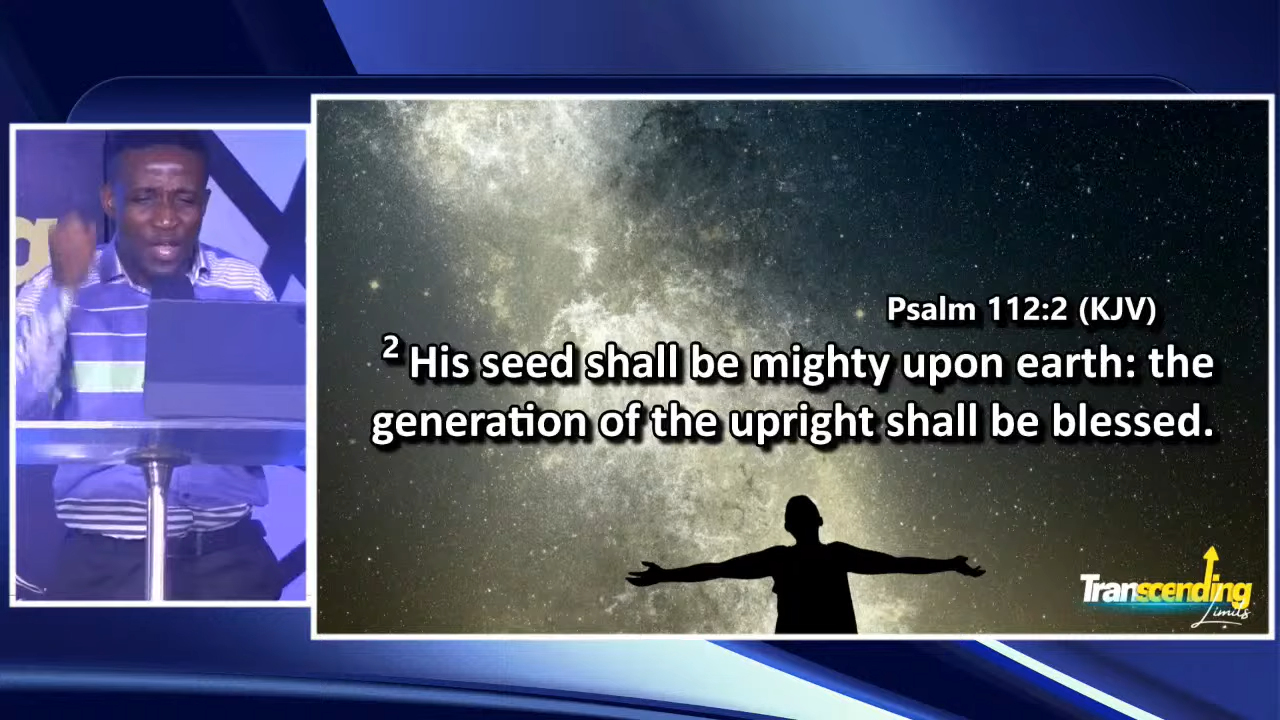 g
Psalm 112:2 (KJV)
2 His seed shall be mighty upon earth: the
generation of the upright shall be blessed.
Transcending
Limits